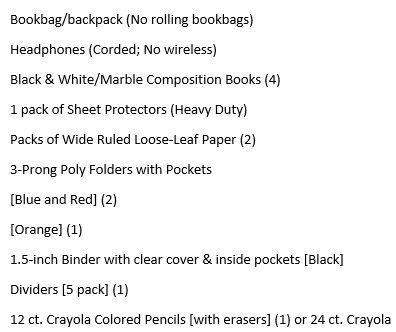 Bookbag/backpack (No rolling bookbags)
Headphones (Corded; No wireless)
Black & White/Marble Composition Books (4)
1 pack of Sheet Protectors (Heavy Duty)
Packs of Wide Ruled Loose-Leaf Paper (2)
3-Prong Poly Folders with Pockets
[Blue and Red] (2)
[Orange] (1)
1.5-inch Binder with clear cover & inside pockets [Black]
Dividers [5 pack] (1)
12 ct. Crayola Colored Pencils [with erasers] (1) or 24 ct. Crayola